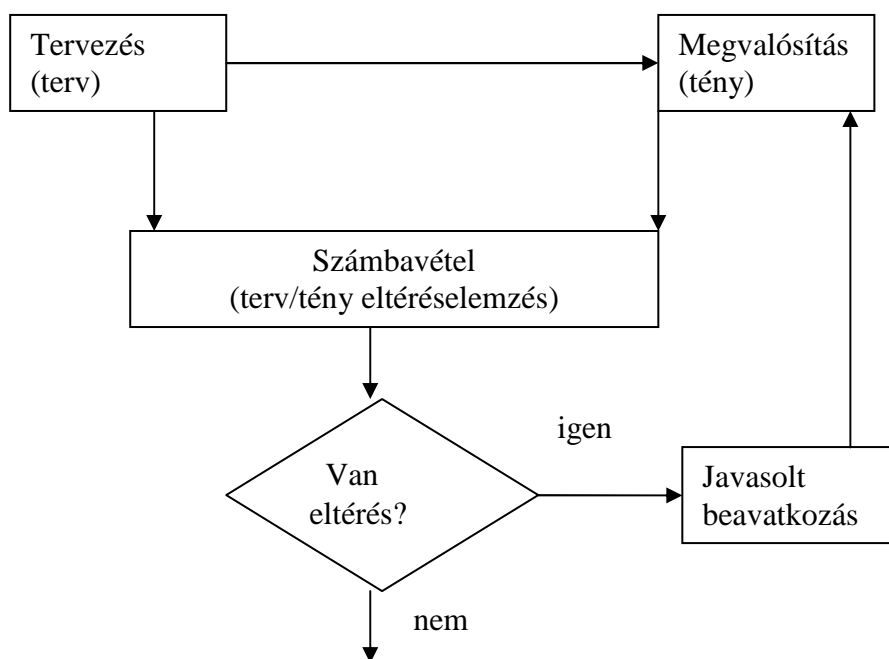 Tervezés
(terv)
Megvalósítás
(tény)
Számbavétel
(terv/tény eltéréselemzés)
igen
Van
eltérés?
Javasolt
beavatkozás
nem